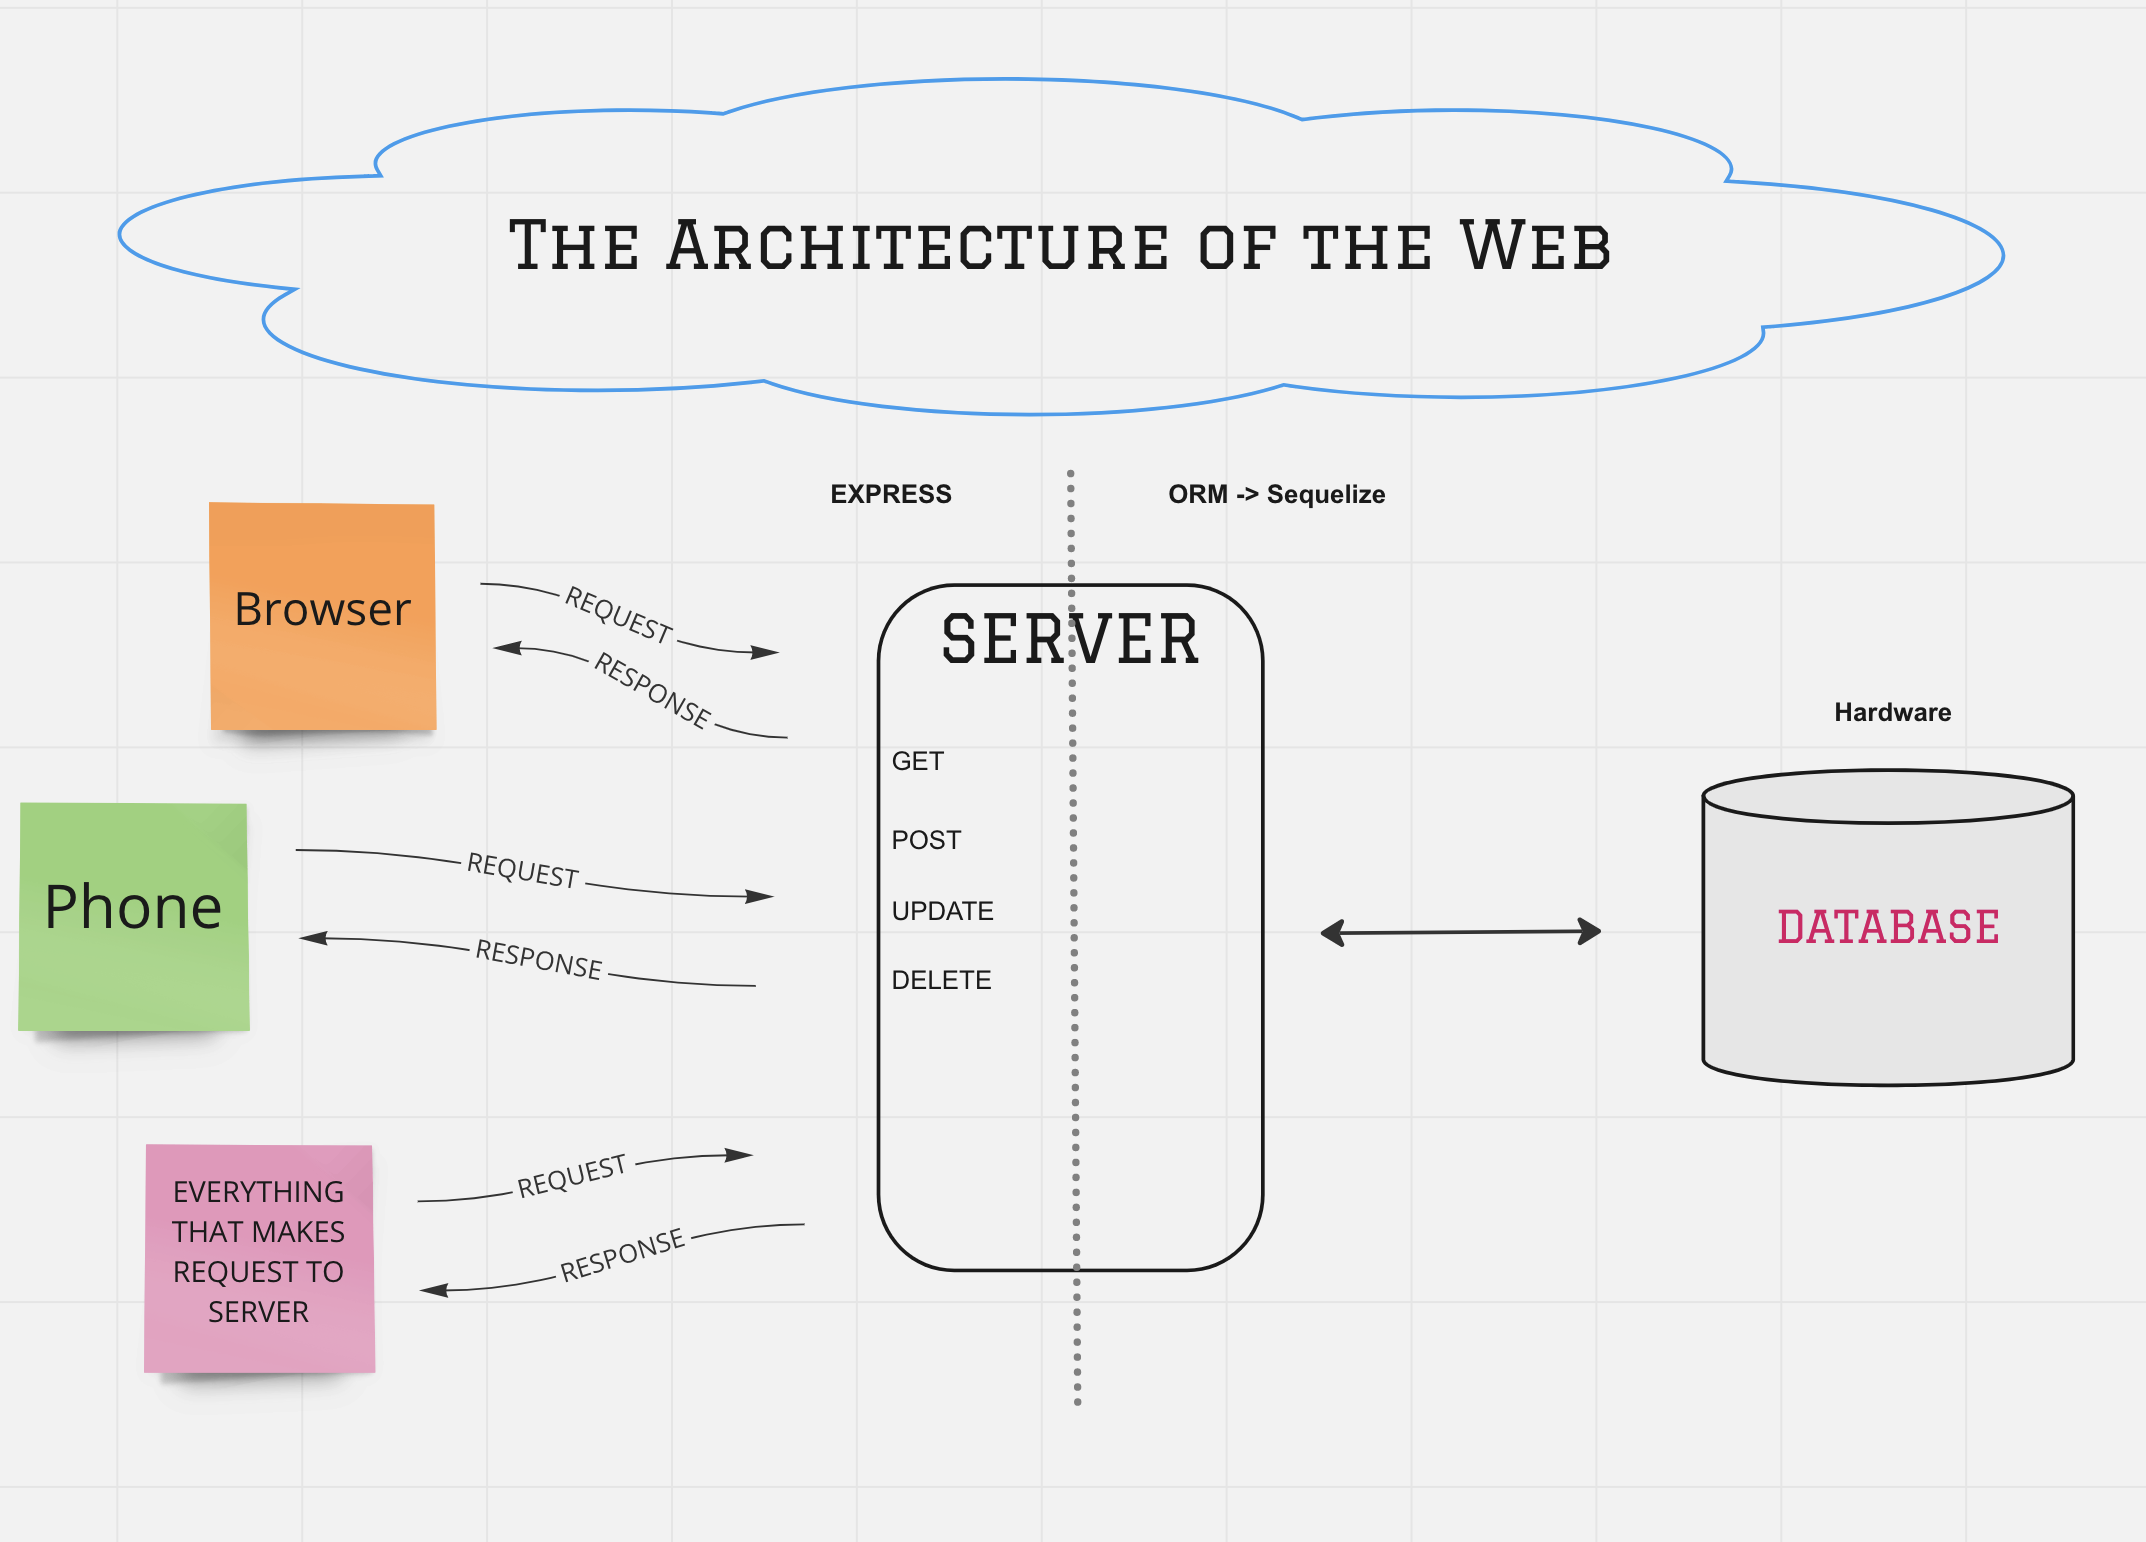 The Architecture of the Web
EXPRESS
ORM -> Sequelize
Browser
REQUEST
RESPONSE
SERVER
GET
POST
UPDATE
DELETE
Hardware
DATABASE
Phone
REQUEST
RESPONSE
EVERYTHING
THAT MAKES
REQUEST TO
SERVER
REQUEST
RESPONSE